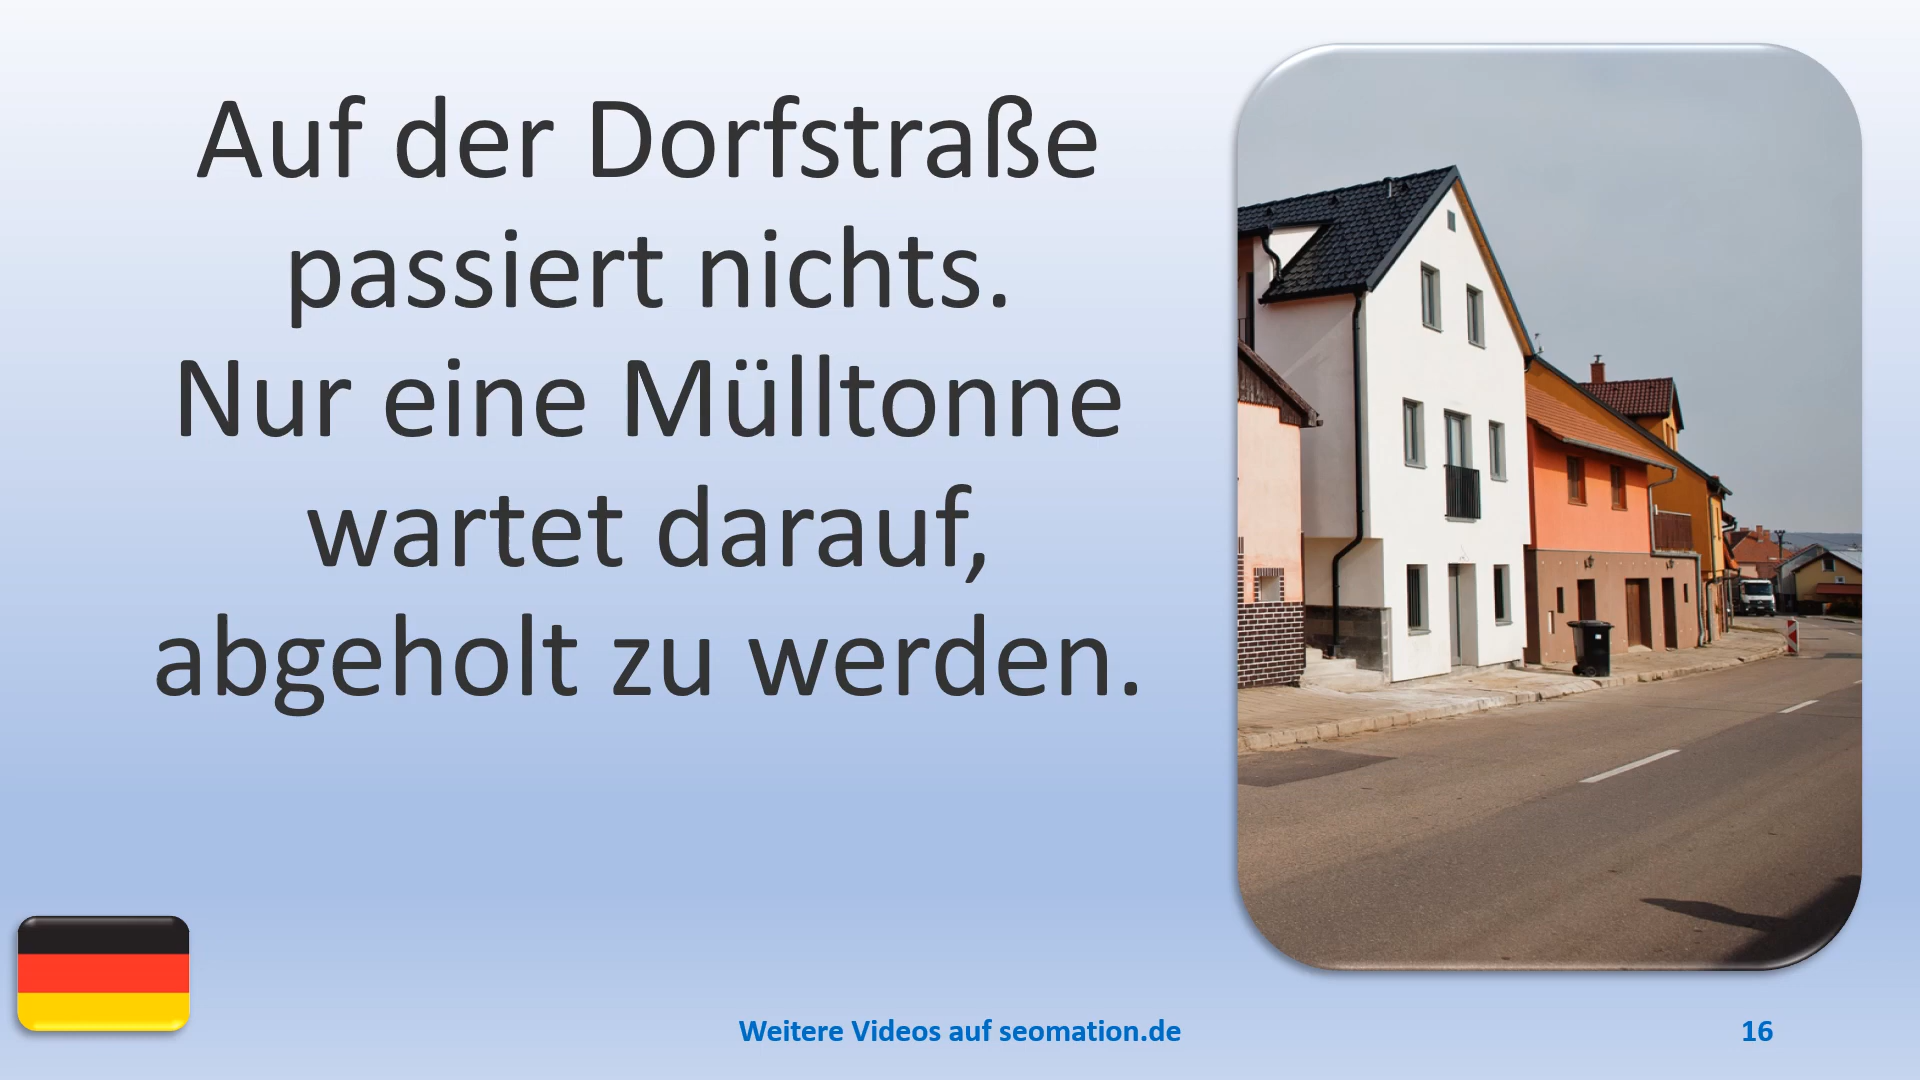 Auf der Dorfstraße
passiert nichts.
Nur eine Mülltonne
wartet darauf,
abgeholt zu werden.
Weitere Videos auf seomation.de
16